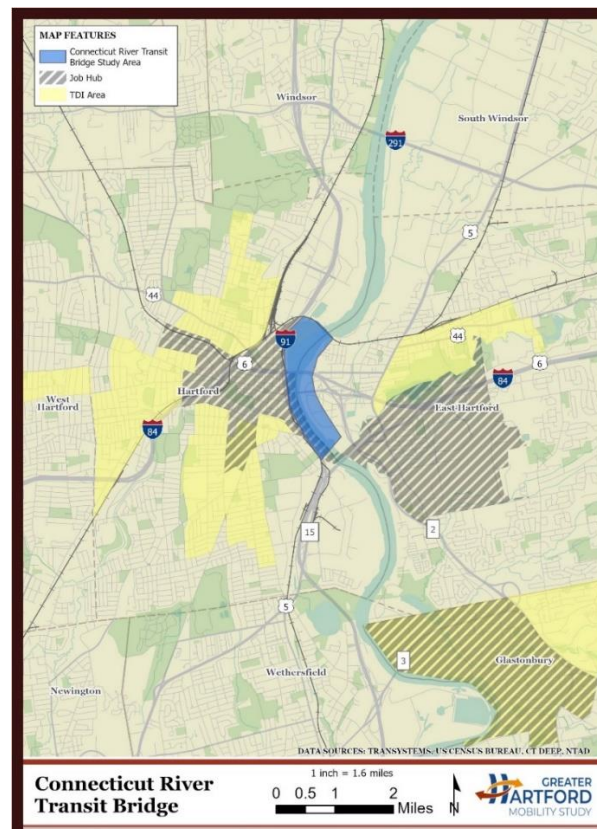 MAP FEATURES
Connecticut River Transit
Bridge Study Area
Job Hub
TDI Area
Windsor
South Windsor
291
5
44
91
6
44
6
Hartford
84
West
Hartford
East Hartford
84
15
2
5
3
Glastonbury
Wethersfield
Newington
DATA SOURCES: TRANSYSTEMS, US CENSUS BUREAU, CT DEEP, NTAD
Connecticut River
Transit Bridge
1 inch = 1.6 miles
0 0.5 1 2
Miles
N
GREATER
HARTFORD
MOBILITY STUDY